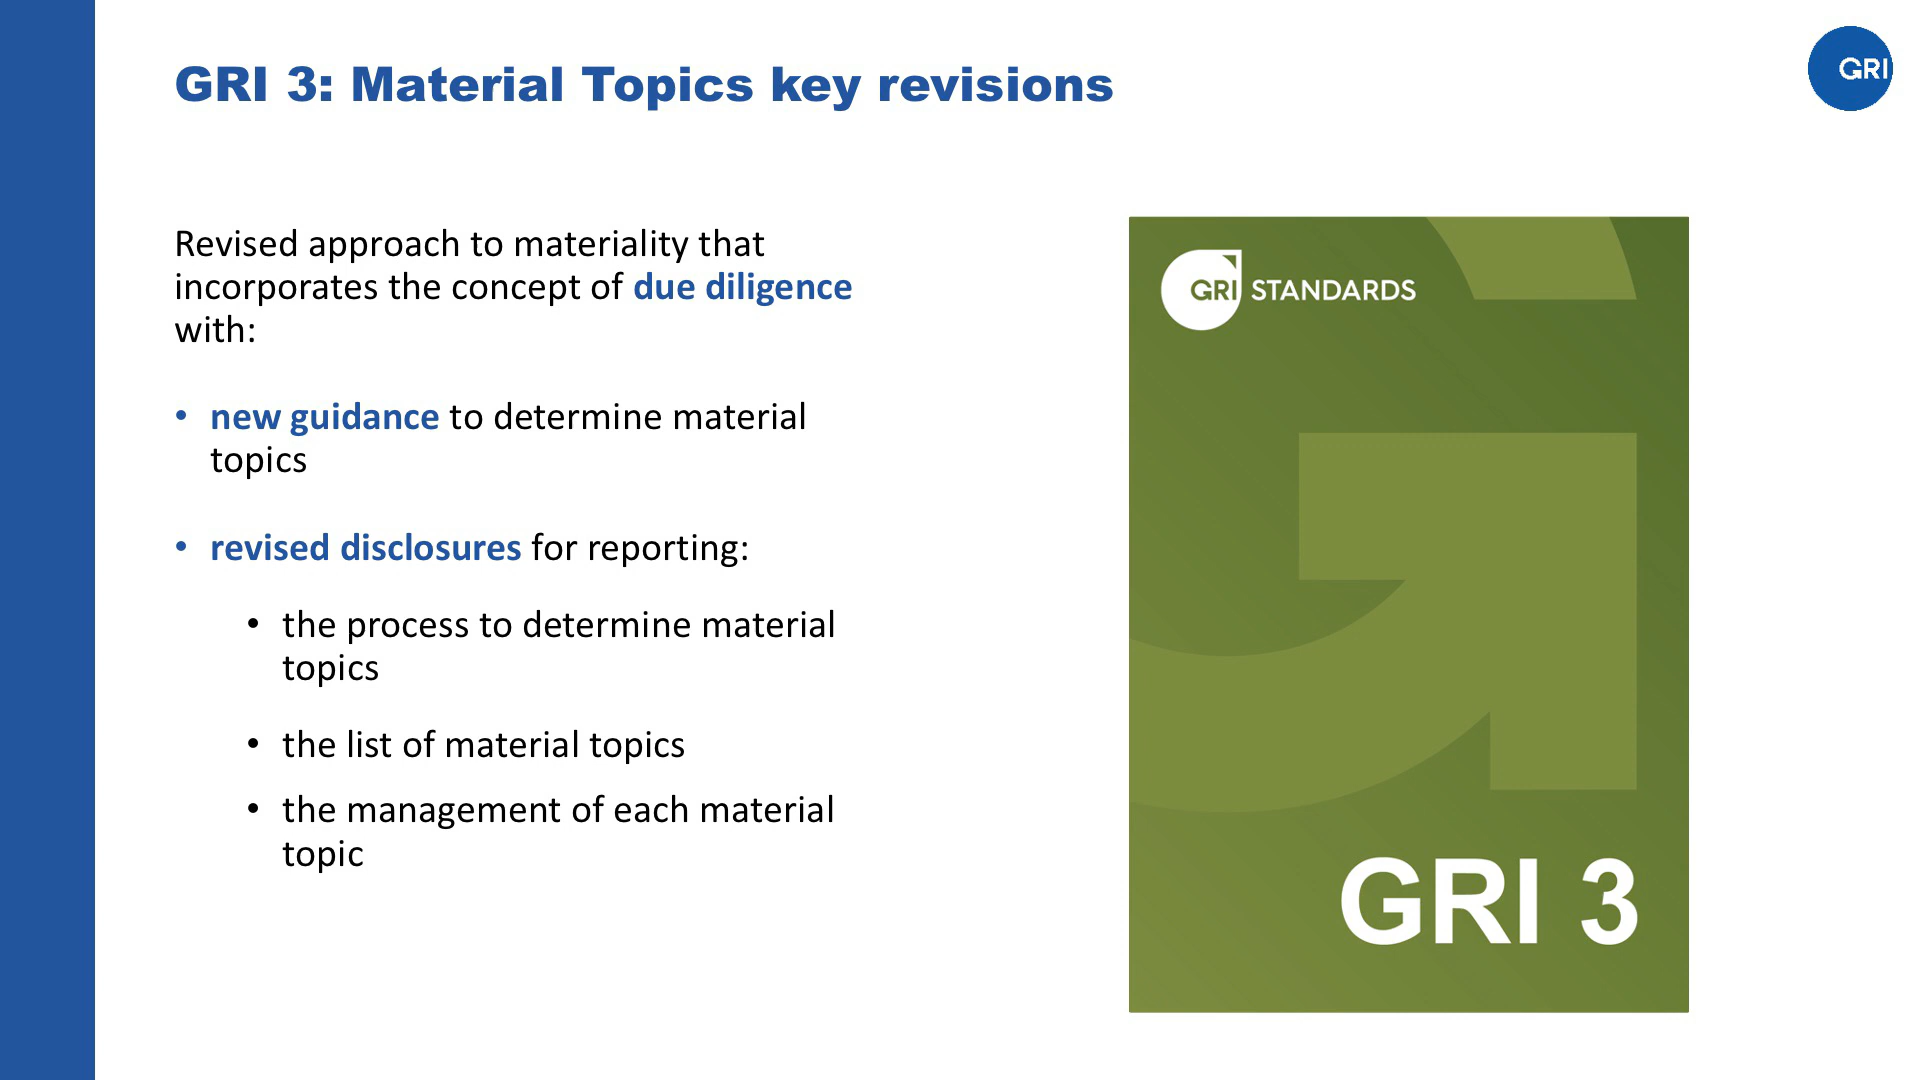 GRI 3: Material Topics key revisions
GRI
Revised approach to materiality that
incorporates the concept of due diligence
with:
• new guidance to determine material
topics
• revised disclosures for reporting:
• the process to determine material
topics
• the list of material topics
• the management of each material
topic
GRI STANDARDS
GRI 3